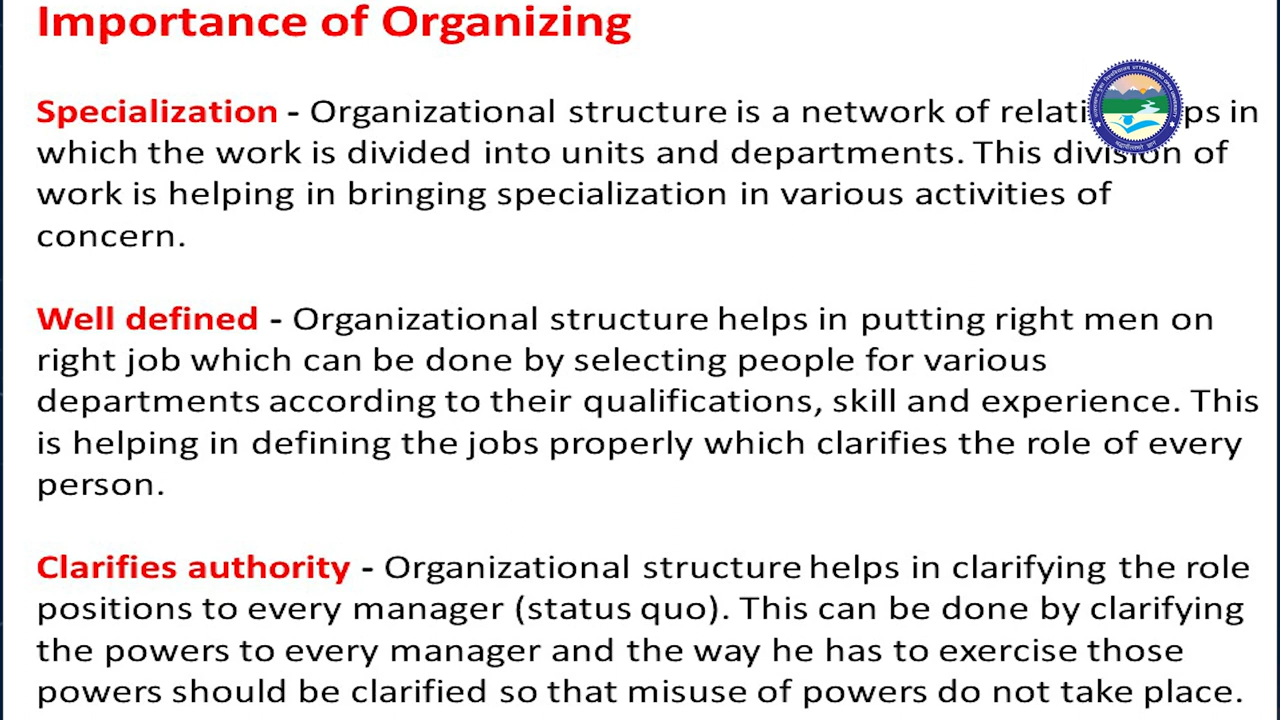 Importance of Organizing
Specialization - Organizational structure is a network of in
which the work is divided into units and departments. This division of
work is helping in bringing specialization in various activities of
concern.
Well defined - Organizational structure helps in putting right men on
right job which can be done by selecting people for various
departments according to their qualifications, skill and experience. This
is helping in defining the jobs properly which clarifies the role of every
person.
Clarifies authority - Organizational structure helps in clarifying the role
positions to every manager (status quo). This can be done by clarifying
the powers to every manager and the way he has to exercise those
powers should be clarified so that misuse of powers do not take place.